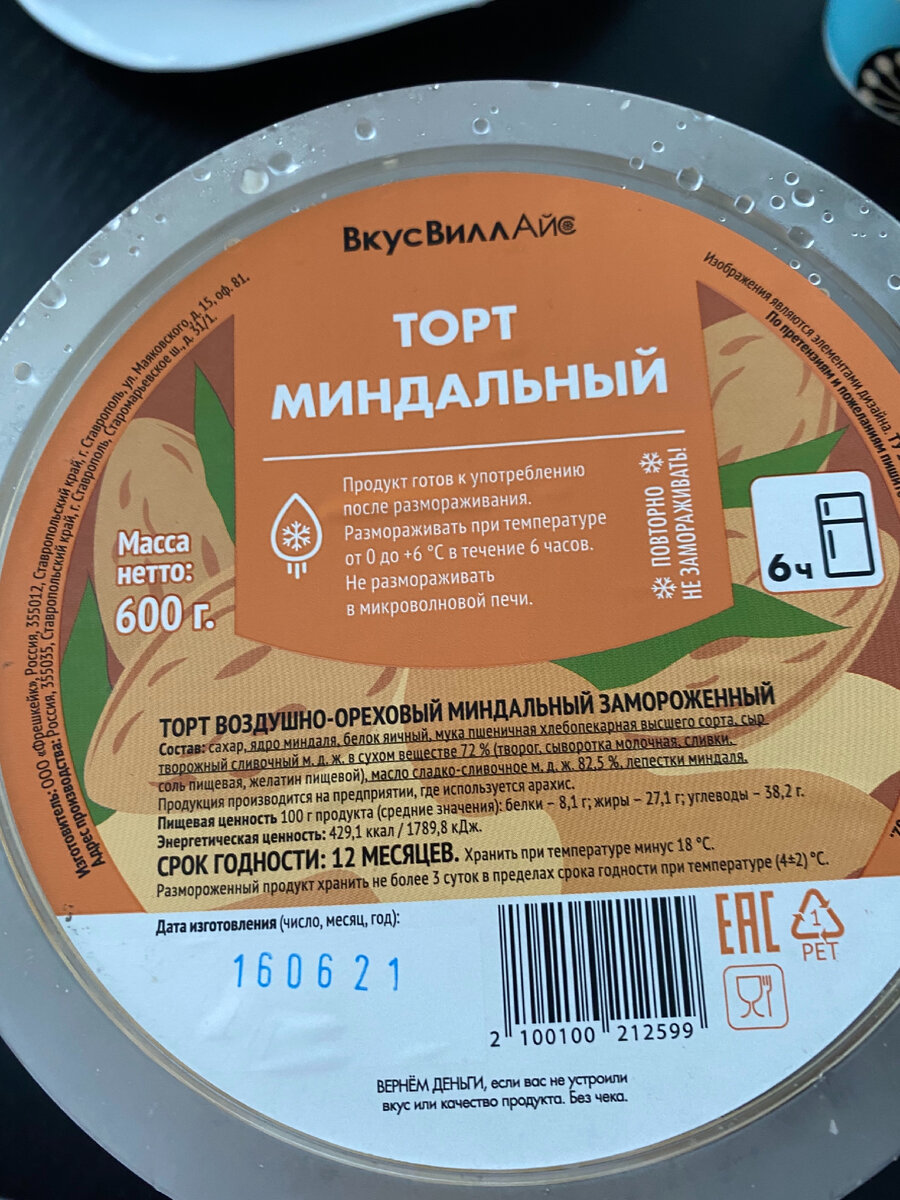 ВкусВиллАйс
ТОРТ
МИНДАЛЬНЫЙ
Продукт готов к употреблению
после размораживания.
Размораживать при температуре
от 0 до +6 °С в течение 6 часов.
Не размораживать
в микроволновой печи.
ПОВТОРНО
НЕ ЗАМОРАЖИВАТЬ!
6ч
Масса
нетто:
600 г.
Изготовитель: ООО «Фрешкейк», Россия, 355012, Ставропольский край, г. Ставрополь, ул. Маяковского, д. 15, оф. 81.
Адрес производства: Россия, 355035, Ставропольский край, г. Ставрополь, Старомарьевское ш., д. 31/1.
Изображения являются элементами дизайна. ТУ
По претензиям и пожеланиям пишите
ТОРТ ВОЗДУШНО-ОРЕХОВЫЙ МИНДАЛЬНЫЙ ЗАМОРОЖЕННЫЙ
Состав: сахар, ядро миндаля, белок яичный, мука пшеничная хлебопекарная высшего сорта, сыр
творожный сливочный м. д. ж. в сухом веществе 72 % (творог, сыворотка молочная, сливки,
соль пищевая, желатин пищевой), масло сладко-сливочное м. д. ж. 82,5 %, лепестки миндаля.
Продукция производится на предприятии, где используется арахис.
Пищевая ценность 100 г продукта (средние значения): белки – 8,1 г; жиры – 27,1 г; углеводы – 38,2 г.
Энергетическая ценность: 429,1 ккал / 1789,8 кДж.
СРОК ГОДНОСТИ: 12 МЕСЯЦЕВ. Хранить при температуре минус 18 °С.
Размороженный продукт хранить не более 3 суток в пределах срока годности при температуре (4±2) °С.
Дата изготовления (число, месяц, год):
160621
2 100100 212599
EAC
1
PET
ВЕРНЁМ ДЕНЬГИ, если вас не устроили
вкус или качество продукта. Без чека.